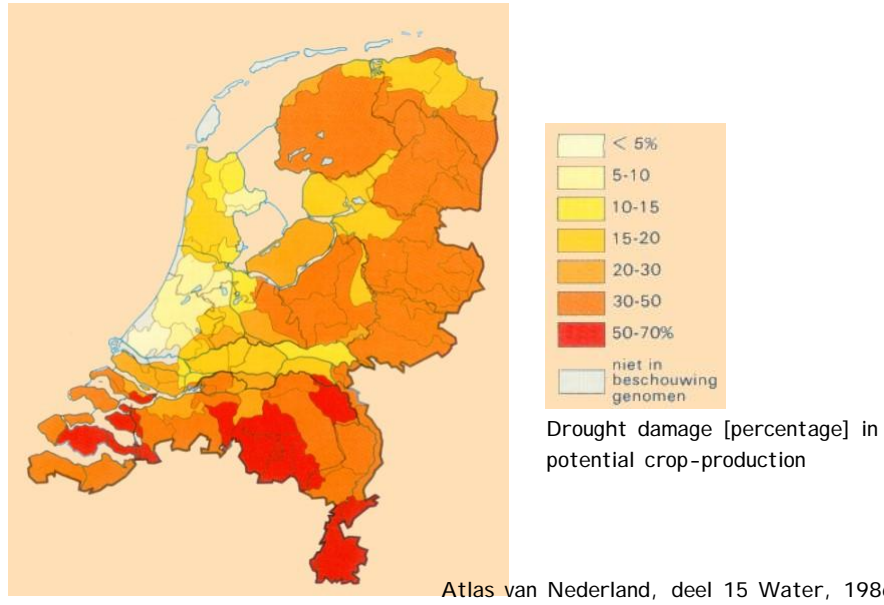 < 5%
5-10
10-15
15-20
20-30
30-50
50-70%
niet in
beschouwing
genomen
Drought damage [percentage] in
potential crop-production
Atlas van Nederland, deel 15 Water, 198